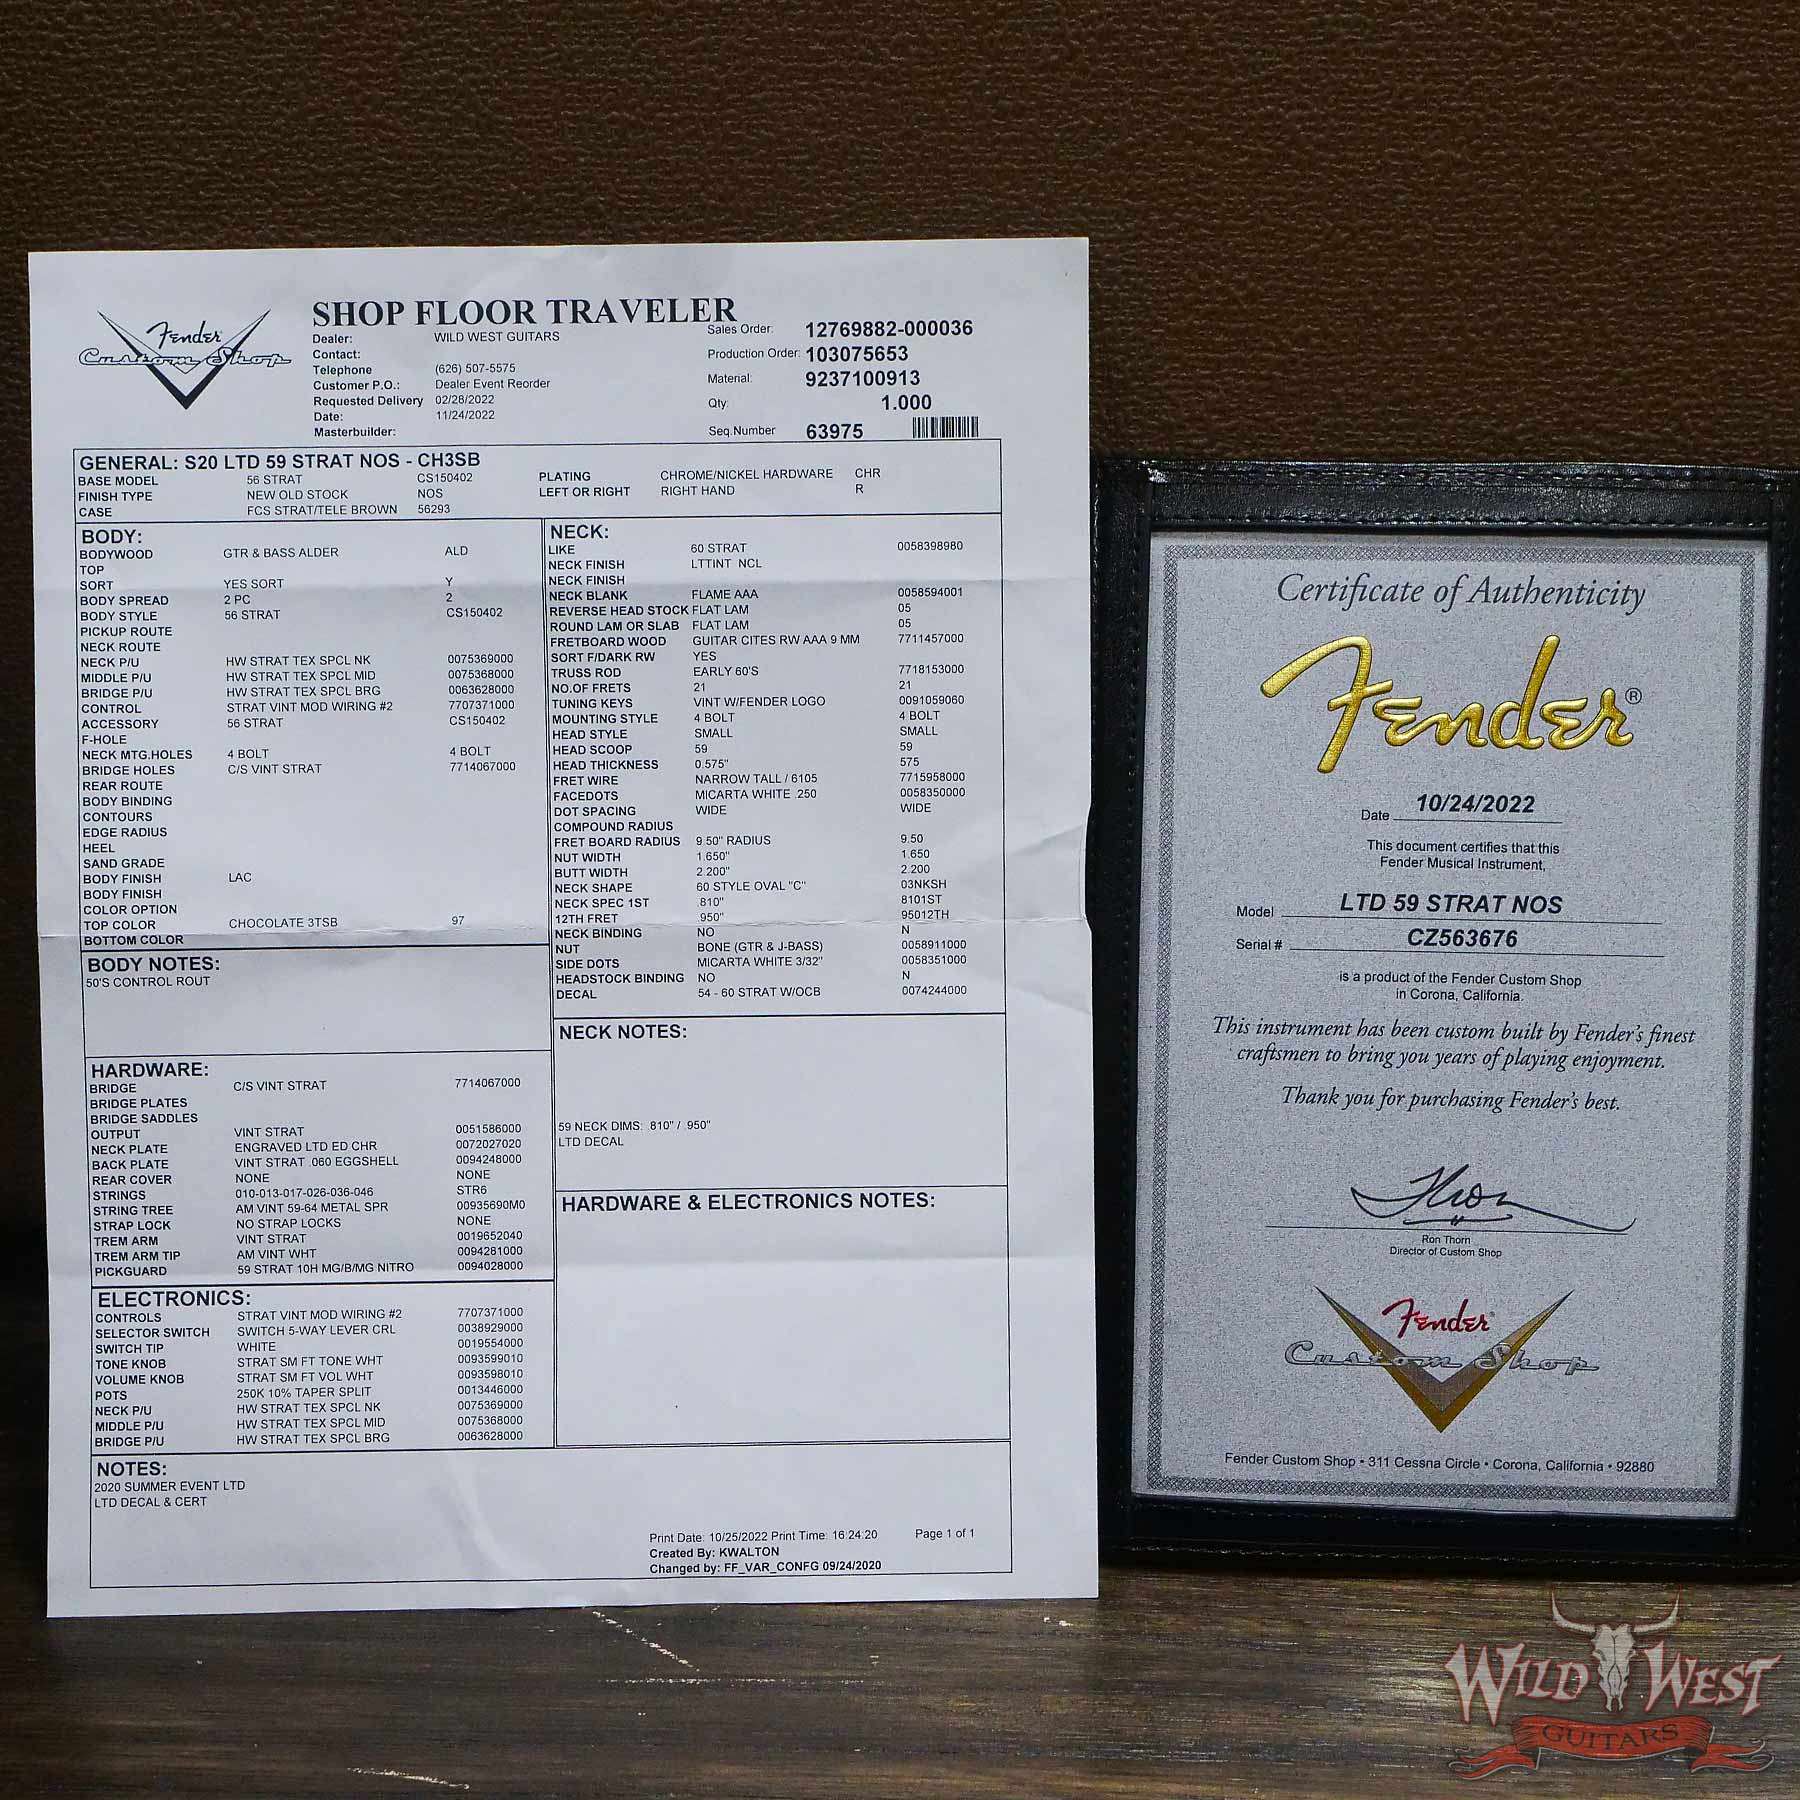 Fender
Custom Shop
SHOP FLOOR TRAVELER
Dealer: WILD WEST GUITARS
Contact:
Telephone (626) 507-5575
Customer P.O.: Dealer Event Reorder
Requested Delivery 02/28/2022
Date: 11/24/2022
Masterbuilder:
Sales Order: 12769882-000036
Production Order: 103075653
Material: 9237100913
Qty: 1.000
Seq.Number 63975
GENERAL: S20 LTD 59 STRAT NOS - CH3SB
BASE MODEL 56 STRAT CS150402
FINISH TYPE NEW OLD STOCK NOS
CASE FCS STRAT/TELE BROWN 56293
PLATING CHROME/NICKEL HARDWARE CHR
LEFT OR RIGHT RIGHT HAND R
BODY:
BODYWOOD GTR & BASS ALDER ALD
TOP
SORT YES SORT Y
BODY SPREAD 2 PC 2
BODY STYLE 56 STRAT CS150402
PICKUP ROUTE
NECK ROUTE
NECK P/U HW STRAT TEX SPCL NK 0075369000
MIDDLE P/U HW STRAT TEX SPCL MID 0075368000
BRIDGE P/U HW STRAT TEX SPCL BRG 0063628000
CONTROL STRAT VINT MOD WIRING #2 7707371000
ACCESSORY 56 STRAT CS150402
F-HOLE
NECK MTG.HOLES 4 BOLT 4 BOLT
BRIDGE HOLES C/S VINT STRAT 7714067000
REAR ROUTE
BODY BINDING
CONTOURS
EDGE RADIUS
HEEL
SAND GRADE
BODY FINISH LAC
BODY FINISH
COLOR OPTION
TOP COLOR CHOCOLATE 3TSB 97
BOTTOM COLOR
BODY NOTES:
50'S CONTROL ROUT
HARDWARE:
BRIDGE C/S VINT STRAT 7714067000
BRIDGE PLATES
BRIDGE SADDLES
OUTPUT VINT STRAT 0051586000
NECK PLATE ENGRAVED LTD ED CHR 0072027020
BACK PLATE VINT STRAT .060 EGGSHELL 0094248000
REAR COVER NONE NONE
STRINGS 010-013-017-026-036-046 STR6
STRING TREE AM VINT 59-64 METAL SPR 00935690M0
STRAP LOCK NO STRAP LOCKS NONE
TREM ARM VINT STRAT 0019652040
TREM ARM TIP AM VINT WHT 0094281000
PICKGUARD 59 STRAT 10H MG/B/MG NITRO 0094028000
ELECTRONICS:
CONTROLS STRAT VINT MOD WIRING #2 7707371000
SELECTOR SWITCH SWITCH 5-WAY LEVER CRL 0038929000
SWITCH TIP WHITE 0019554000
TONE KNOB STRAT SM FT TONE WHT 0093599010
VOLUME KNOB STRAT SM FT VOL WHT 0093598010
POTS 250K 10% TAPER SPLIT 0013446000
NECK P/U HW STRAT TEX SPCL NK 0075369000
MIDDLE P/U HW STRAT TEX SPCL MID 0075368000
BRIDGE P/U HW STRAT TEX SPCL BRG 0063628000
NECK:
LIKE 60 STRAT 0058398980
NECK FINISH LTTINT NCL
NECK FINISH
NECK BLANK FLAME AAA 0058594001
REVERSE HEAD STOCK FLAT LAM 05
ROUND LAM OR SLAB FLAT LAM 05
FRETBOARD WOOD GUITAR CITES RW AAA 9 MM 7711457000
SORT F/DARK RW YES
TRUSS ROD EARLY 60'S 7718153000
NO.OF FRETS 21 21
TUNING KEYS VINT W/FENDER LOGO 0091059060
MOUNTING STYLE 4 BOLT 4 BOLT
HEAD STYLE SMALL SMALL
HEAD SCOOP 59 59
HEAD THICKNESS 0.575" 575
FRET WIRE NARROW TALL / 6105 7715958000
FACEDOTS MICARTA WHITE .250 0058350000
DOT SPACING WIDE WIDE
COMPOUND RADIUS
FRET BOARD RADIUS 9.50" RADIUS 9.50
NUT WIDTH 1.650" 1.650
BUTT WIDTH 2.200" 2.200
NECK SHAPE 60 STYLE OVAL "C" 03NKSH
NECK SPEC 1ST .810" 8101ST
12TH FRET .950" 95012TH
NECK BINDING NO N
NUT BONE (GTR & J-BASS) 0058911000
SIDE DOTS MICARTA WHITE 3/32" 0058351000
HEADSTOCK BINDING NO N
DECAL 54 - 60 STRAT W/OCB 0074244000
NECK NOTES:
59 NECK DIMS: .810" / .950"
LTD DECAL
HARDWARE & ELECTRONICS NOTES:
NOTES:
2020 SUMMER EVENT LTD
LTD DECAL & CERT
Print Date: 10/25/2022 Print Time: 16:24:20 Page 1 of 1
Created By: KWALTON
Changed by: FF_VAR_CONFG 09/24/2020
Certificate of Authenticity
Fender®
Date 10/24/2022
This document certifies that this
Fender Musical Instrument,
Model LTD 59 STRAT NOS
Serial # CZ563676
is a product of the Fender Custom Shop
in Corona, California.
This instrument has been custom built by Fender's finest
craftsmen to bring you years of playing enjoyment.
Thank you for purchasing Fender's best.
Ron Thorn
Director of Custom Shop
Fender
Custom Shop
Fender Custom Shop • 311 Cessna Circle • Corona, California • 92880
WILD WEST
GUITARS